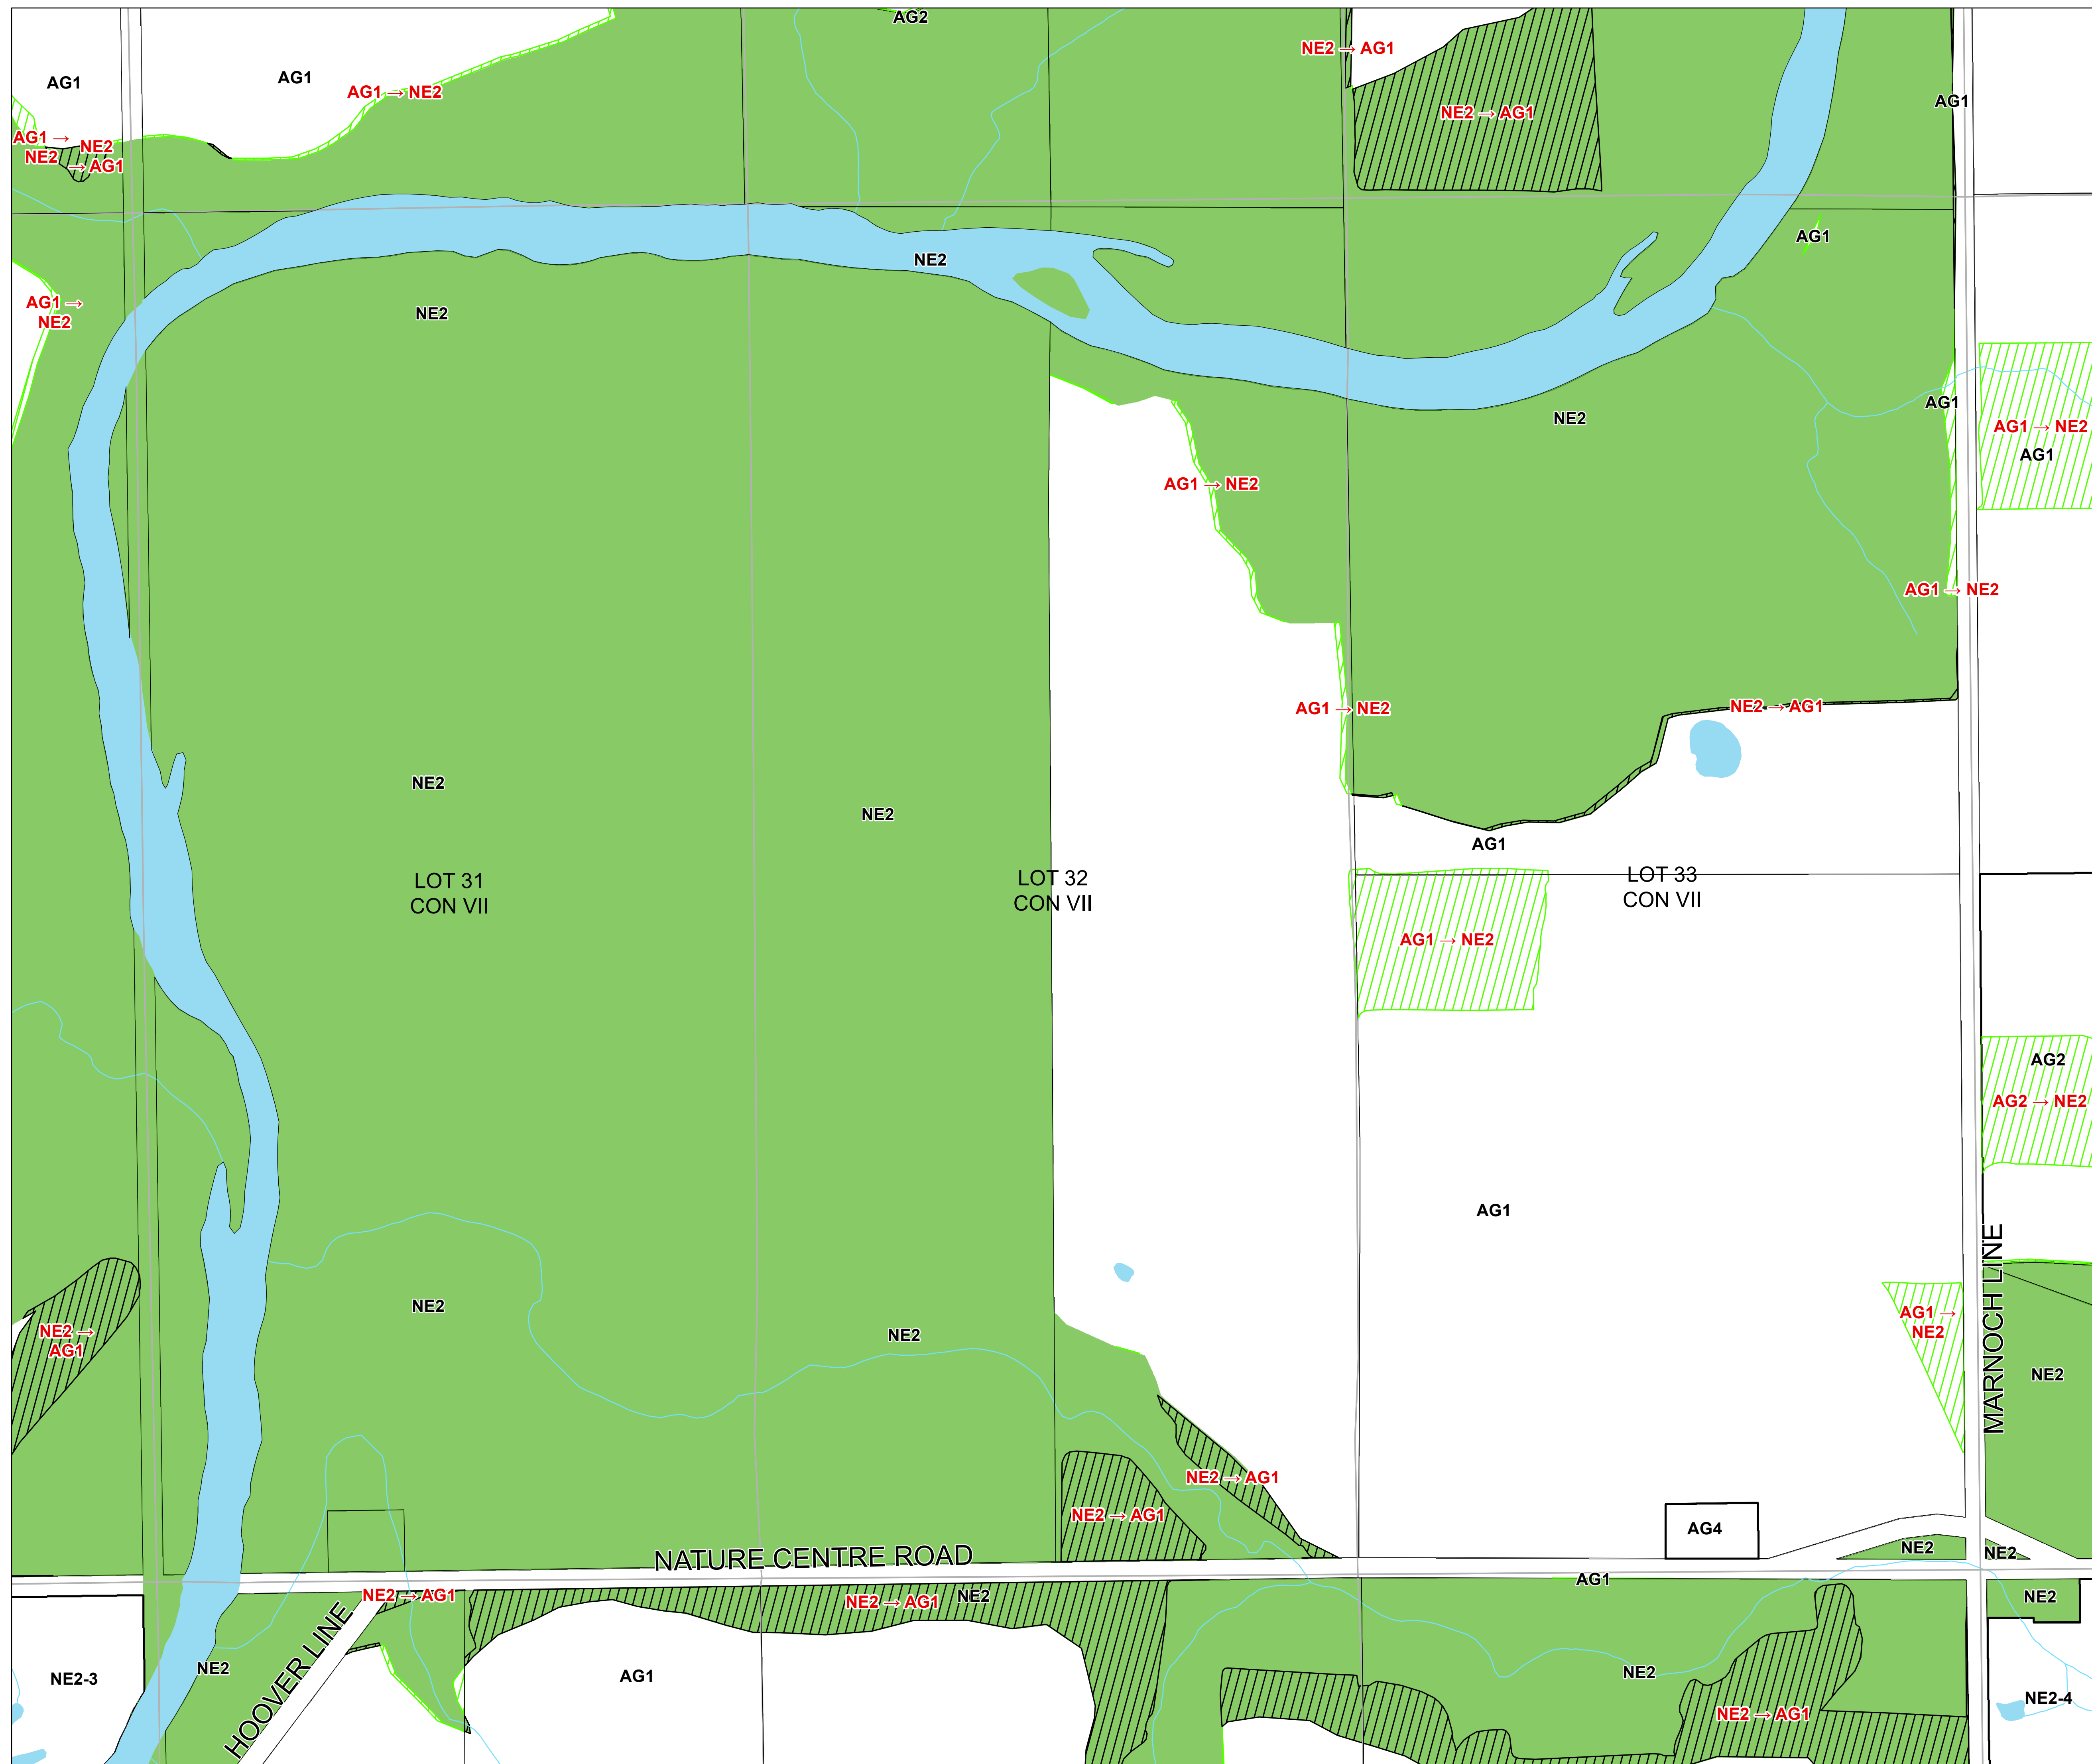 AG2
NE2 → AG1
AG1
AG1
AG1 → NE2
AG1
NE2 → AG1
AG1 →
NE2
NE2
→ AG1
AG1
NE2
AG1 →
NE2
NE2
AG1
NE2
AG1 → NE2
AG1
AG1 → NE2
AG1 → NE2
AG1 → NE2
NE2 → AG1
NE2
NE2
AG1
LOT 31
CON VII
LOT 32
CON VII
LOT 33
CON VII
AG1 → NE2
AG2
AG2 → NE2
AG1
NE2
NE2
AG1 →
NE2
MARNOCH LINE
NE2 →
AG1
NE2
NE2 → AG1
NE2 → AG1
AG4
NATURE CENTRE ROAD
NE2
NE2
AG1
NE2 → AG1
NE2 → AG1
NE2
NE2
HOOVER LINE
NE2-3
NE2
AG1
NE2
NE2 → AG1
NE2-4